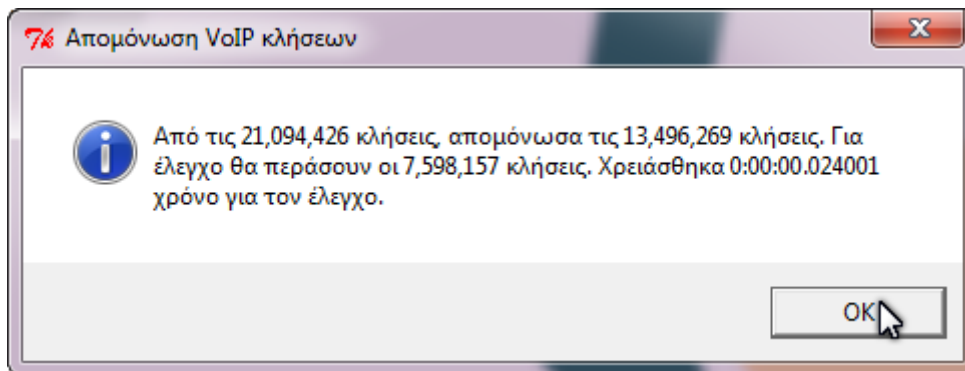 Απομόνωση VoIP κλήσεων
Από τις 21,094,426 κλήσεις, απομόνωσα τις 13,496,269 κλήσεις. Για
έλεγχο θα περάσουν οι 7,598,157 κλήσεις. Χρειάσθηκα 0:00:00.024001
χρόνο για τον έλεγχο.
OK